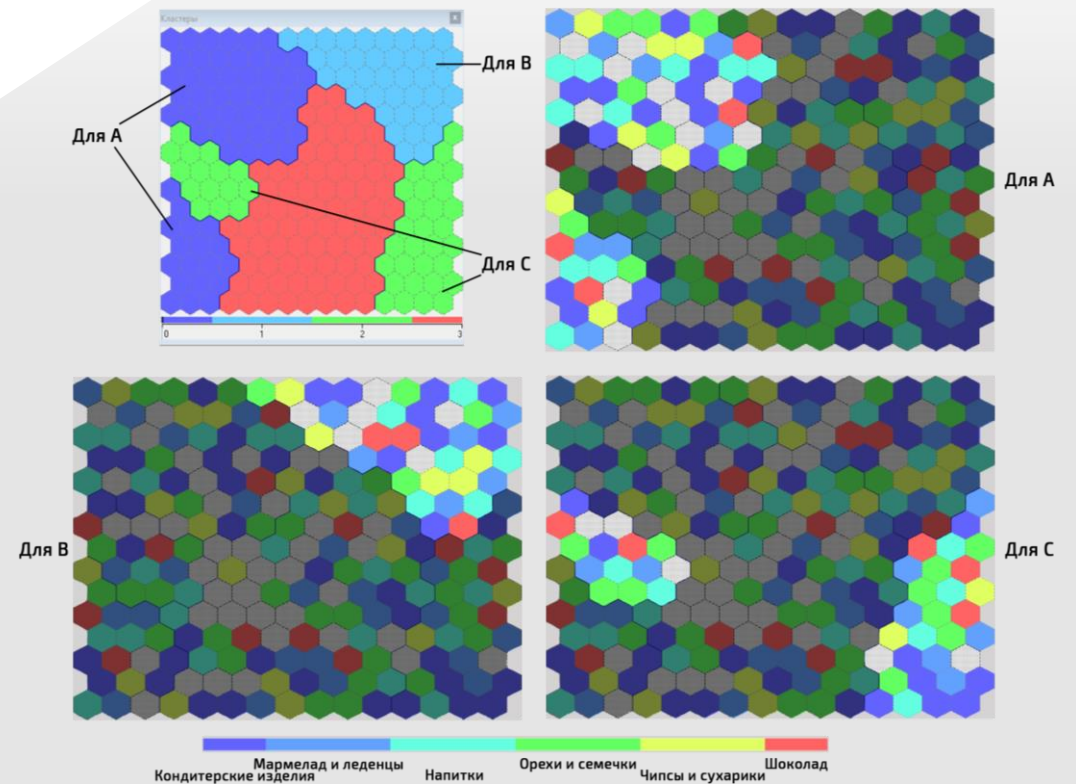 Кластеры
Для В
Для А
Для С
0 1 2 3
Для А
Для В
Для С
Мармелад и леденцы
Орехи и семечки
Шоколад
Кондитерские изделия
Напитки
Чипсы и сухарики